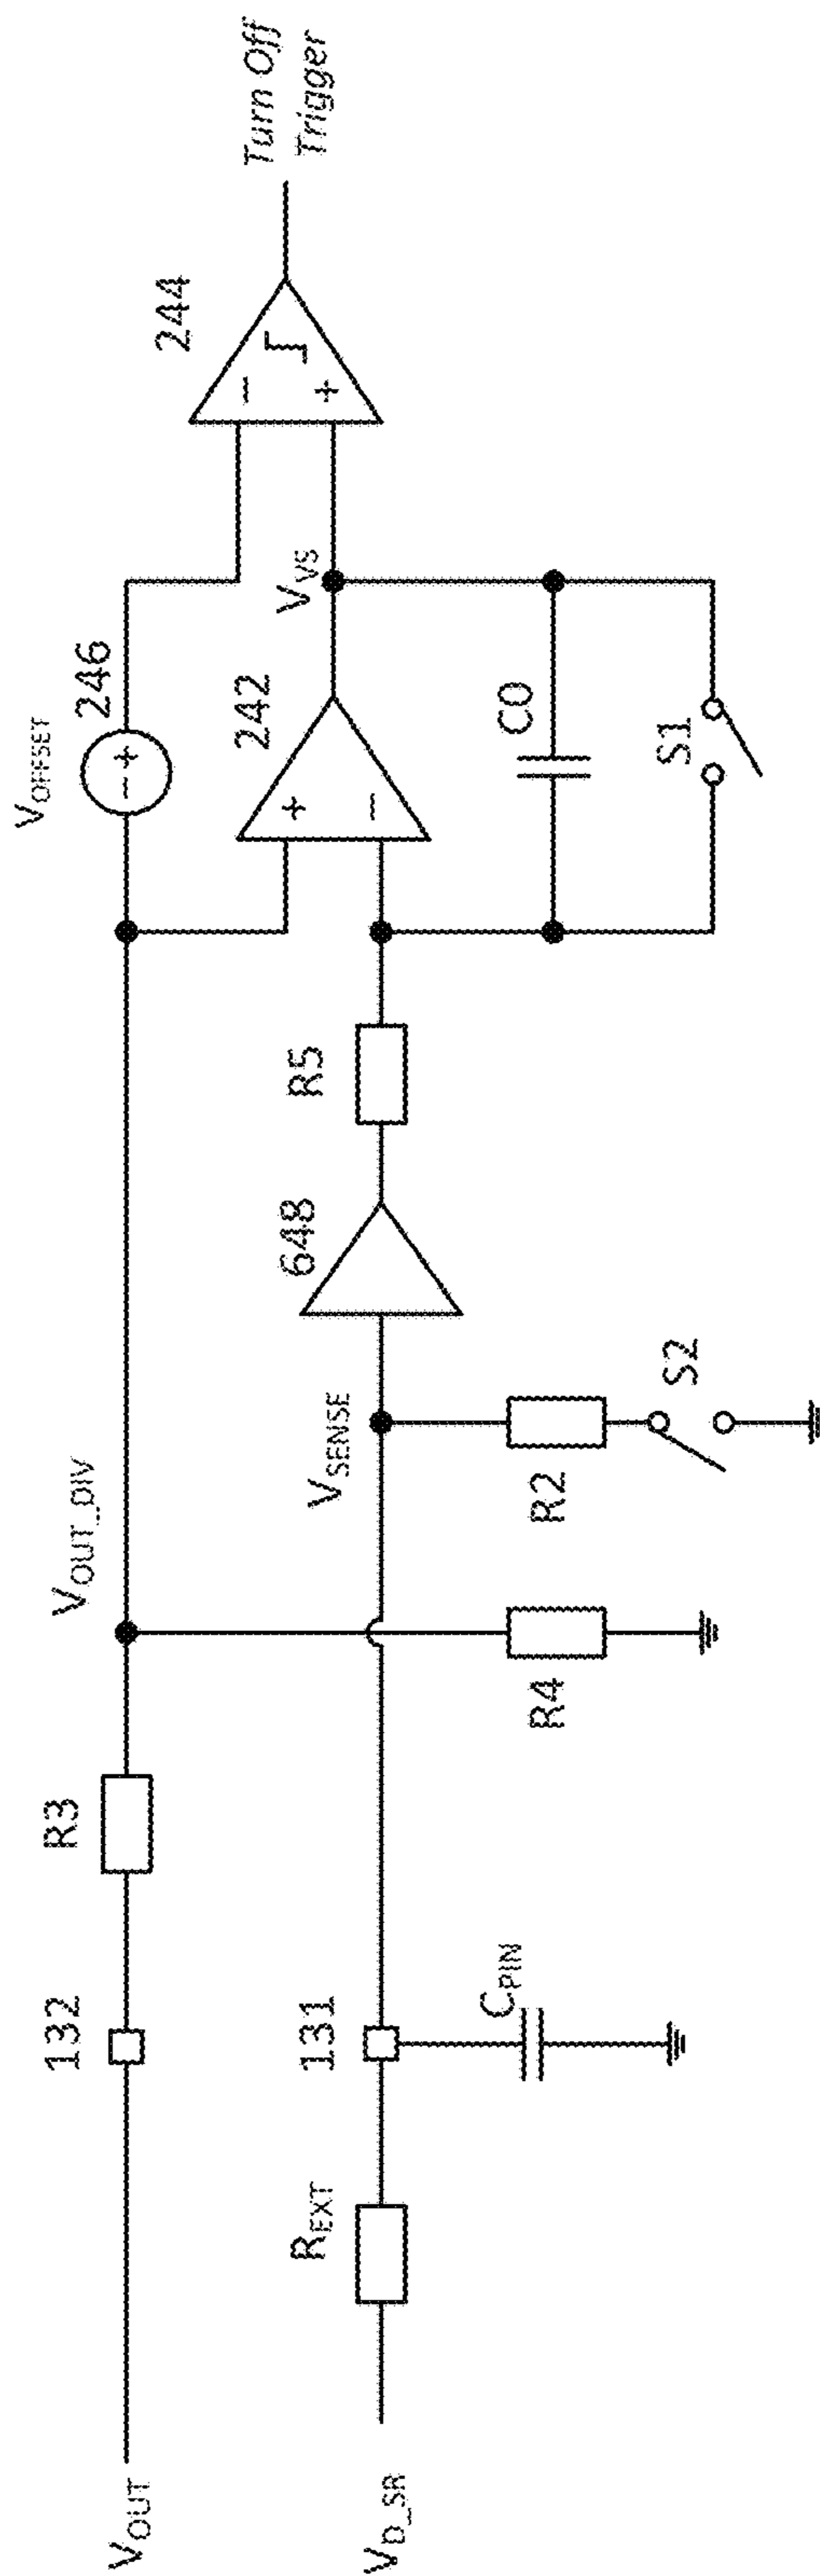 Turn Off
Trigger
244
V_OFFSET
246
V_VS
242
C0
S1
R5
648
V_OUT_DIV
V_SENSE
R2
S2
R3
R4
132
131
C_PIN
R_EXT
V_OUT
V_D_SR